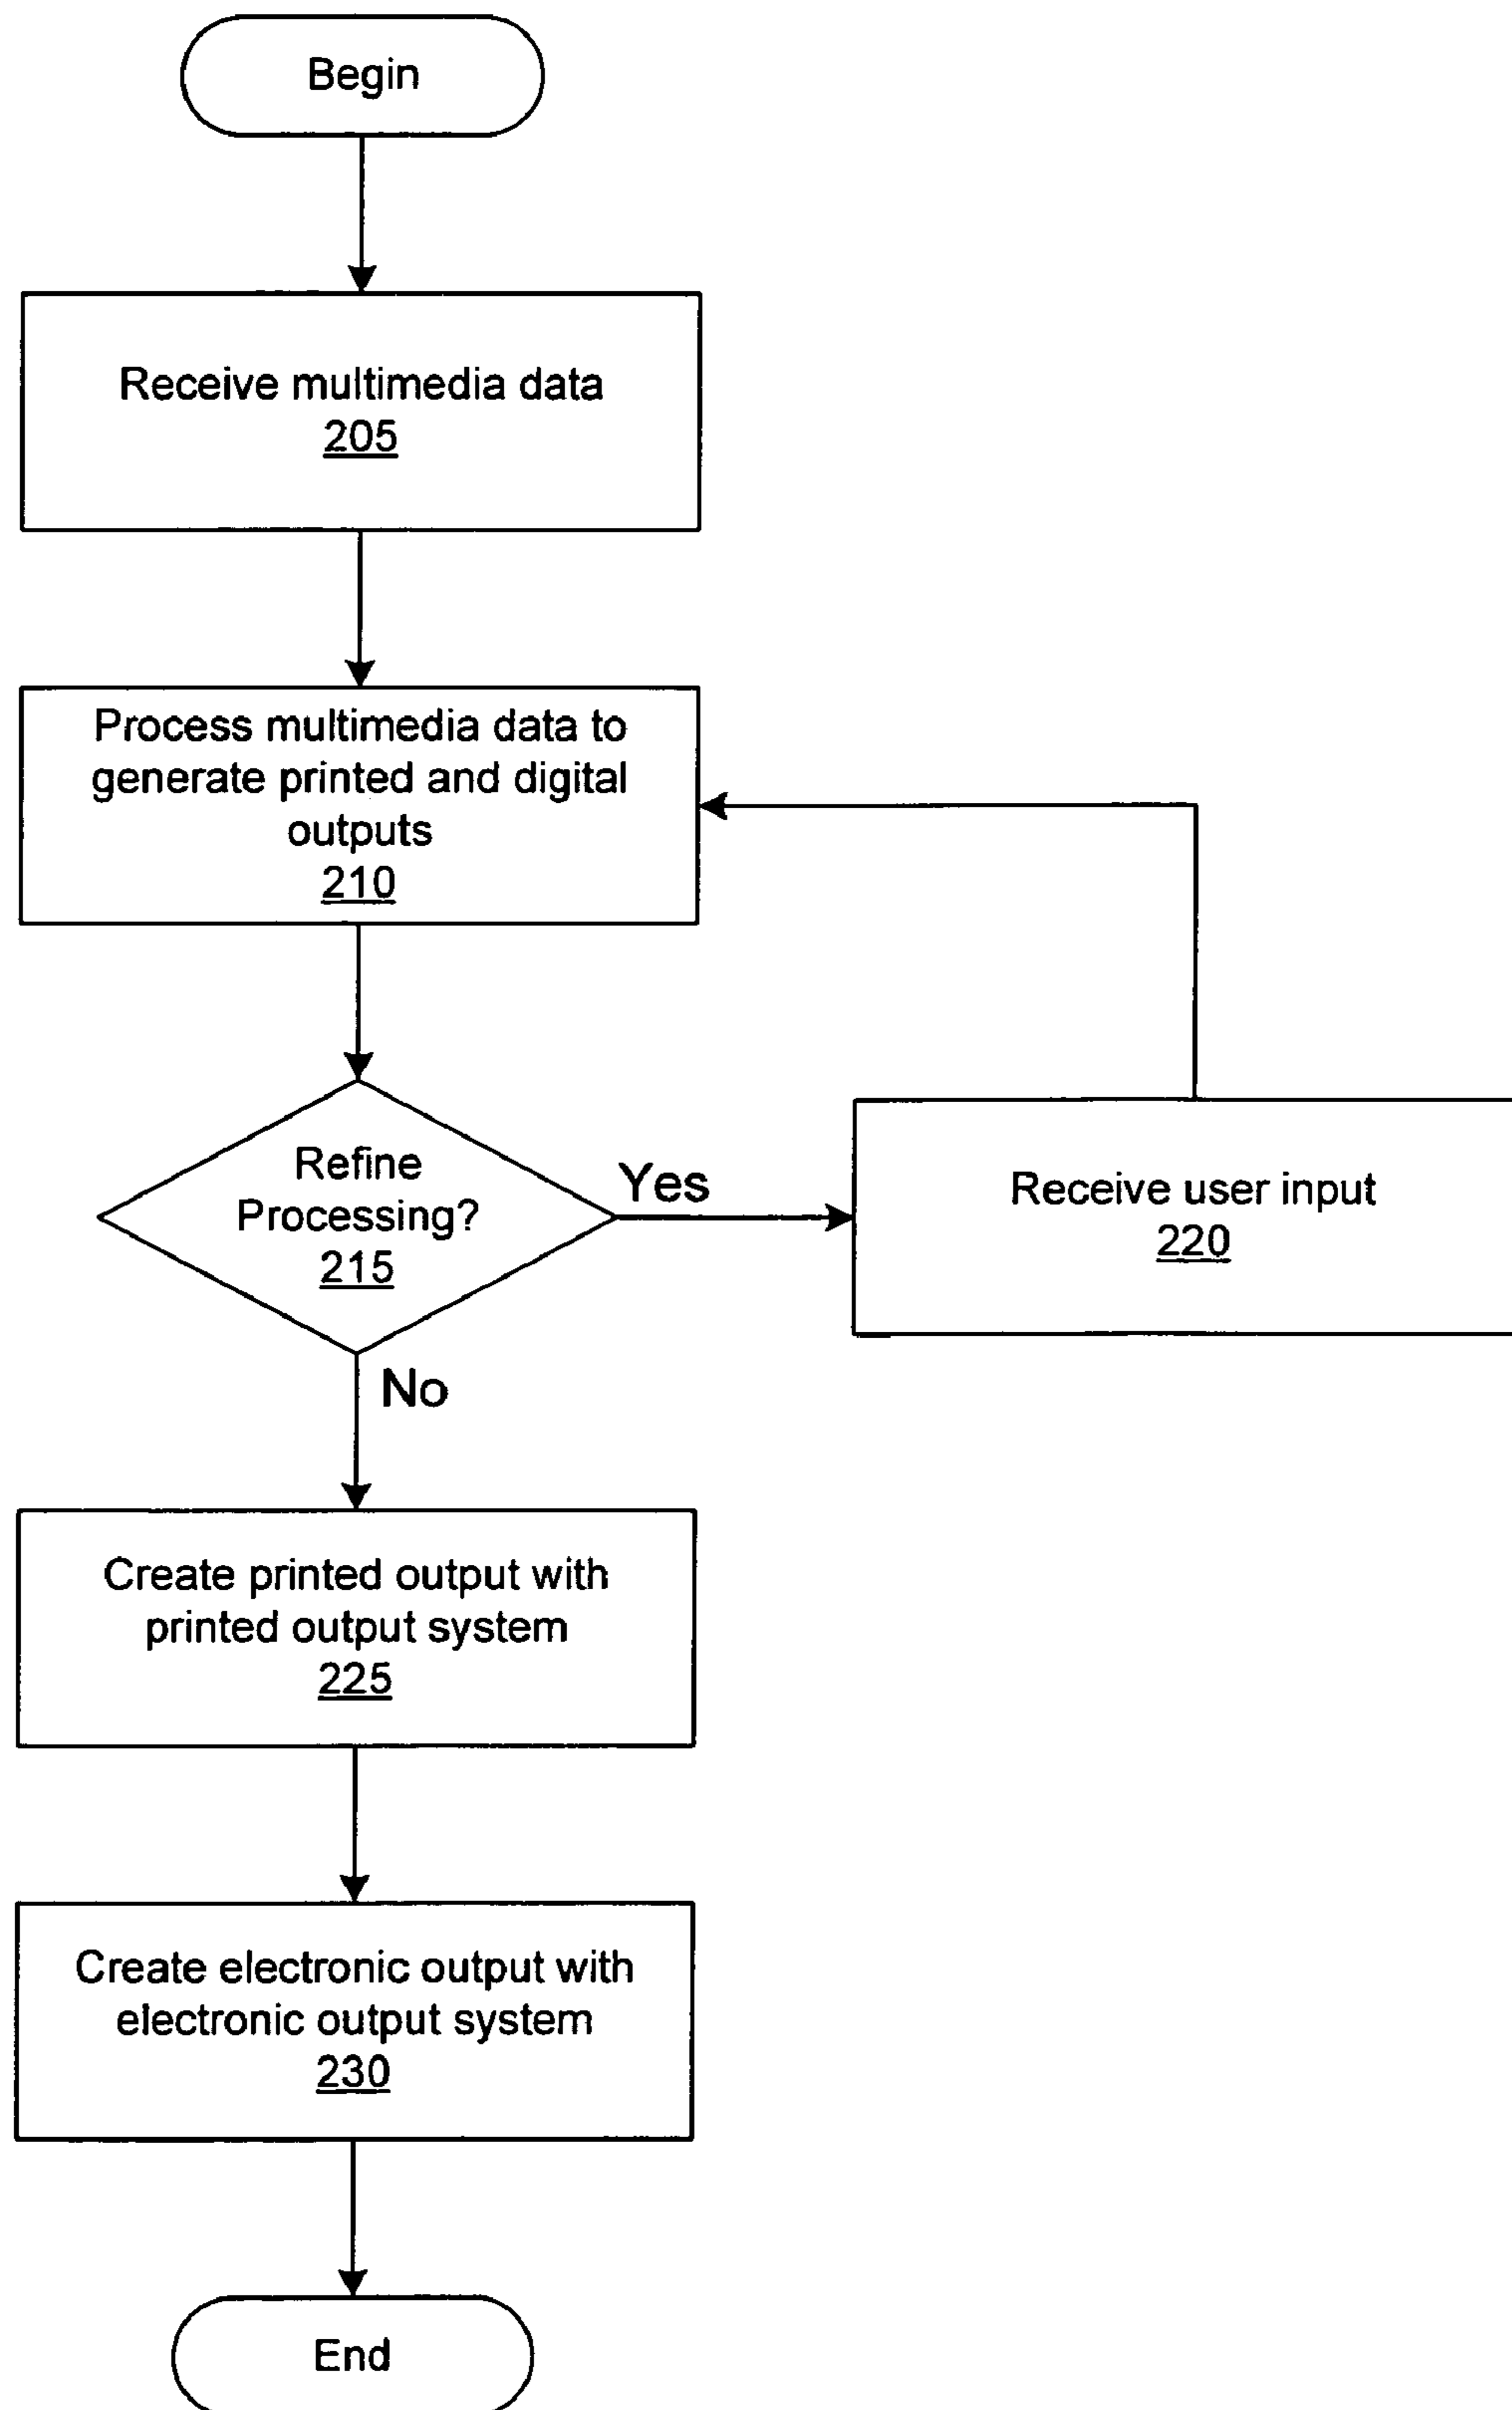 Begin
Receive multimedia data
205
Process multimedia data to
generate printed and digital
outputs
210
Refine
Processing?
215
Yes
Receive user input
220
No
Create printed output with
printed output system
225
Create electronic output with
electronic output system
230
End